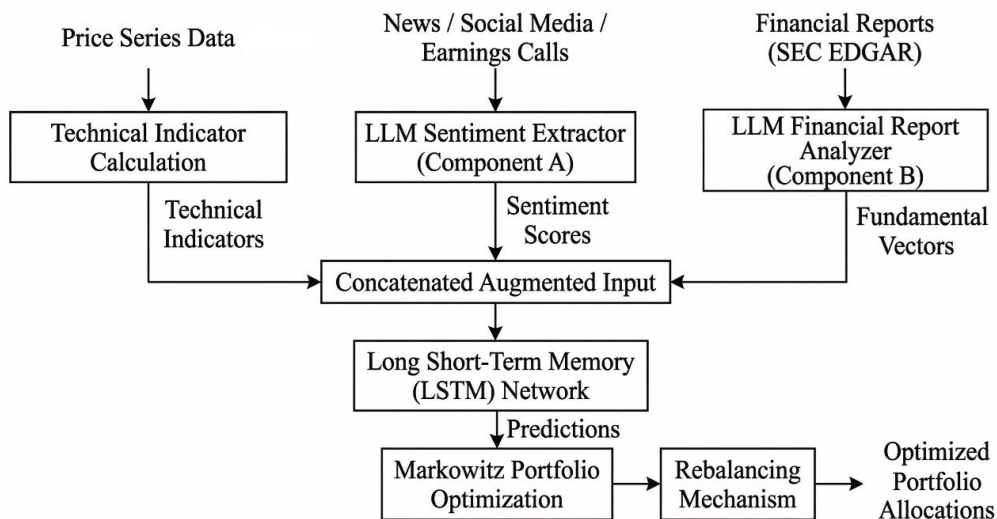 Price Series Data
News / Social Media /
Earnings Calls
Financial Reports
(SEC EDGAR)
Technical Indicator
Calculation
LLM Sentiment Extractor
(Component A)
LLM Financial Report
Analyzer
(Component B)
Technical
Indicators
Sentiment
Scores
Fundamental
Vectors
Concatenated Augmented Input
Long Short-Term Memory
(LSTM) Network
Predictions
Markowitz Portfolio
Optimization
Rebalancing
Mechanism
Optimized
Portfolio
Allocations